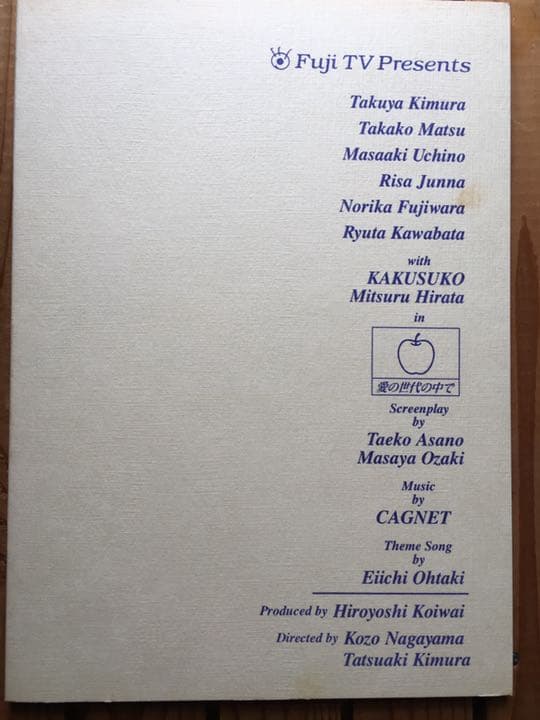 Fuji TV Presents
Takuya Kimura
Takako Matsu
Masaaki Uchino
Risa Junna
Norika Fujiwara
Ryuta Kawabata
with
KAKUSUKO
Mitsuru Hirata
in
愛の世代の中で
Screenplay
by
Taeko Asano
Masaya Ozaki
Music
by
CAGNET
Theme Song
by
Eiichi Ohtaki
Produced by Hiroyoshi Koiwai
Directed by Kozo Nagayama
Tatsuaki Kimura